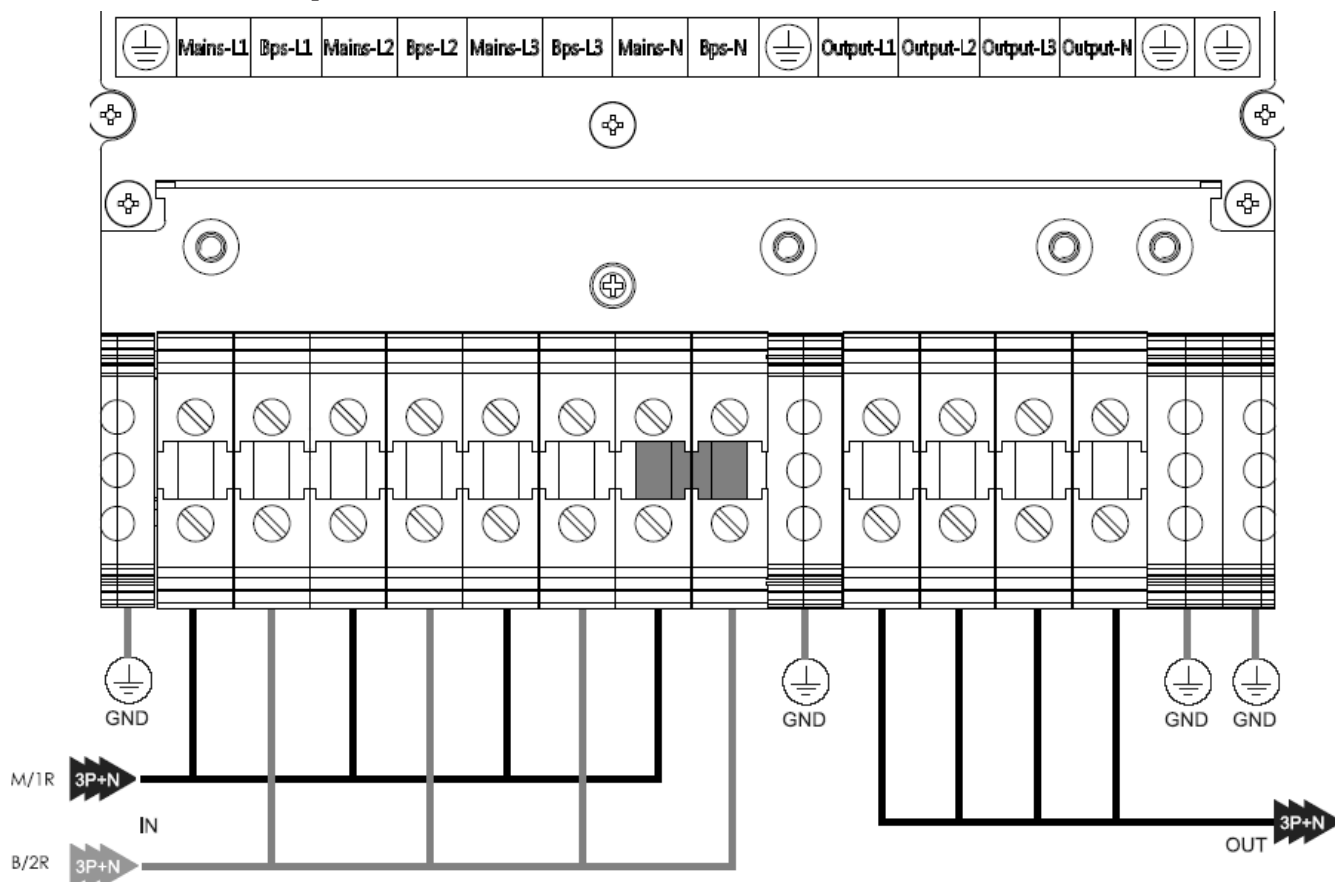 Mains-L1 Bps-L1 Mains-L2 Bps-L2 Mains-L3 Bps-L3 Mains-N Bps-N Output-L1 Output-L2 Output-L3 Output-N
GND GND GND GND
M/1R 3P+N
IN
3P+N
OUT
B/2R 3P+N